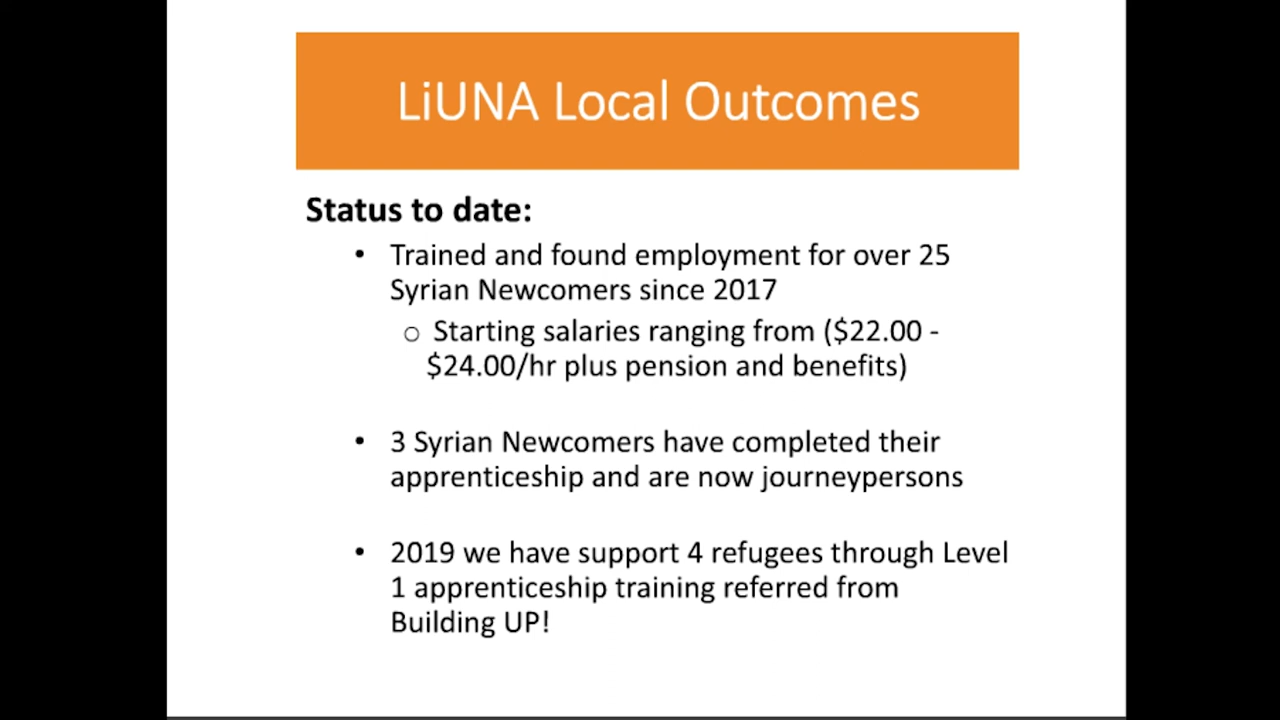 LiUNA Local Outcomes
Status to date:
• Trained and found employment for over 25
Syrian Newcomers since 2017
o Starting salaries ranging from ($22.00 -
$24.00/hr plus pension and benefits)
• 3 Syrian Newcomers have completed their
apprenticeship and are now journeypersons
• 2019 we have support 4 refugees through Level
1 apprenticeship training referred from
Building UP!